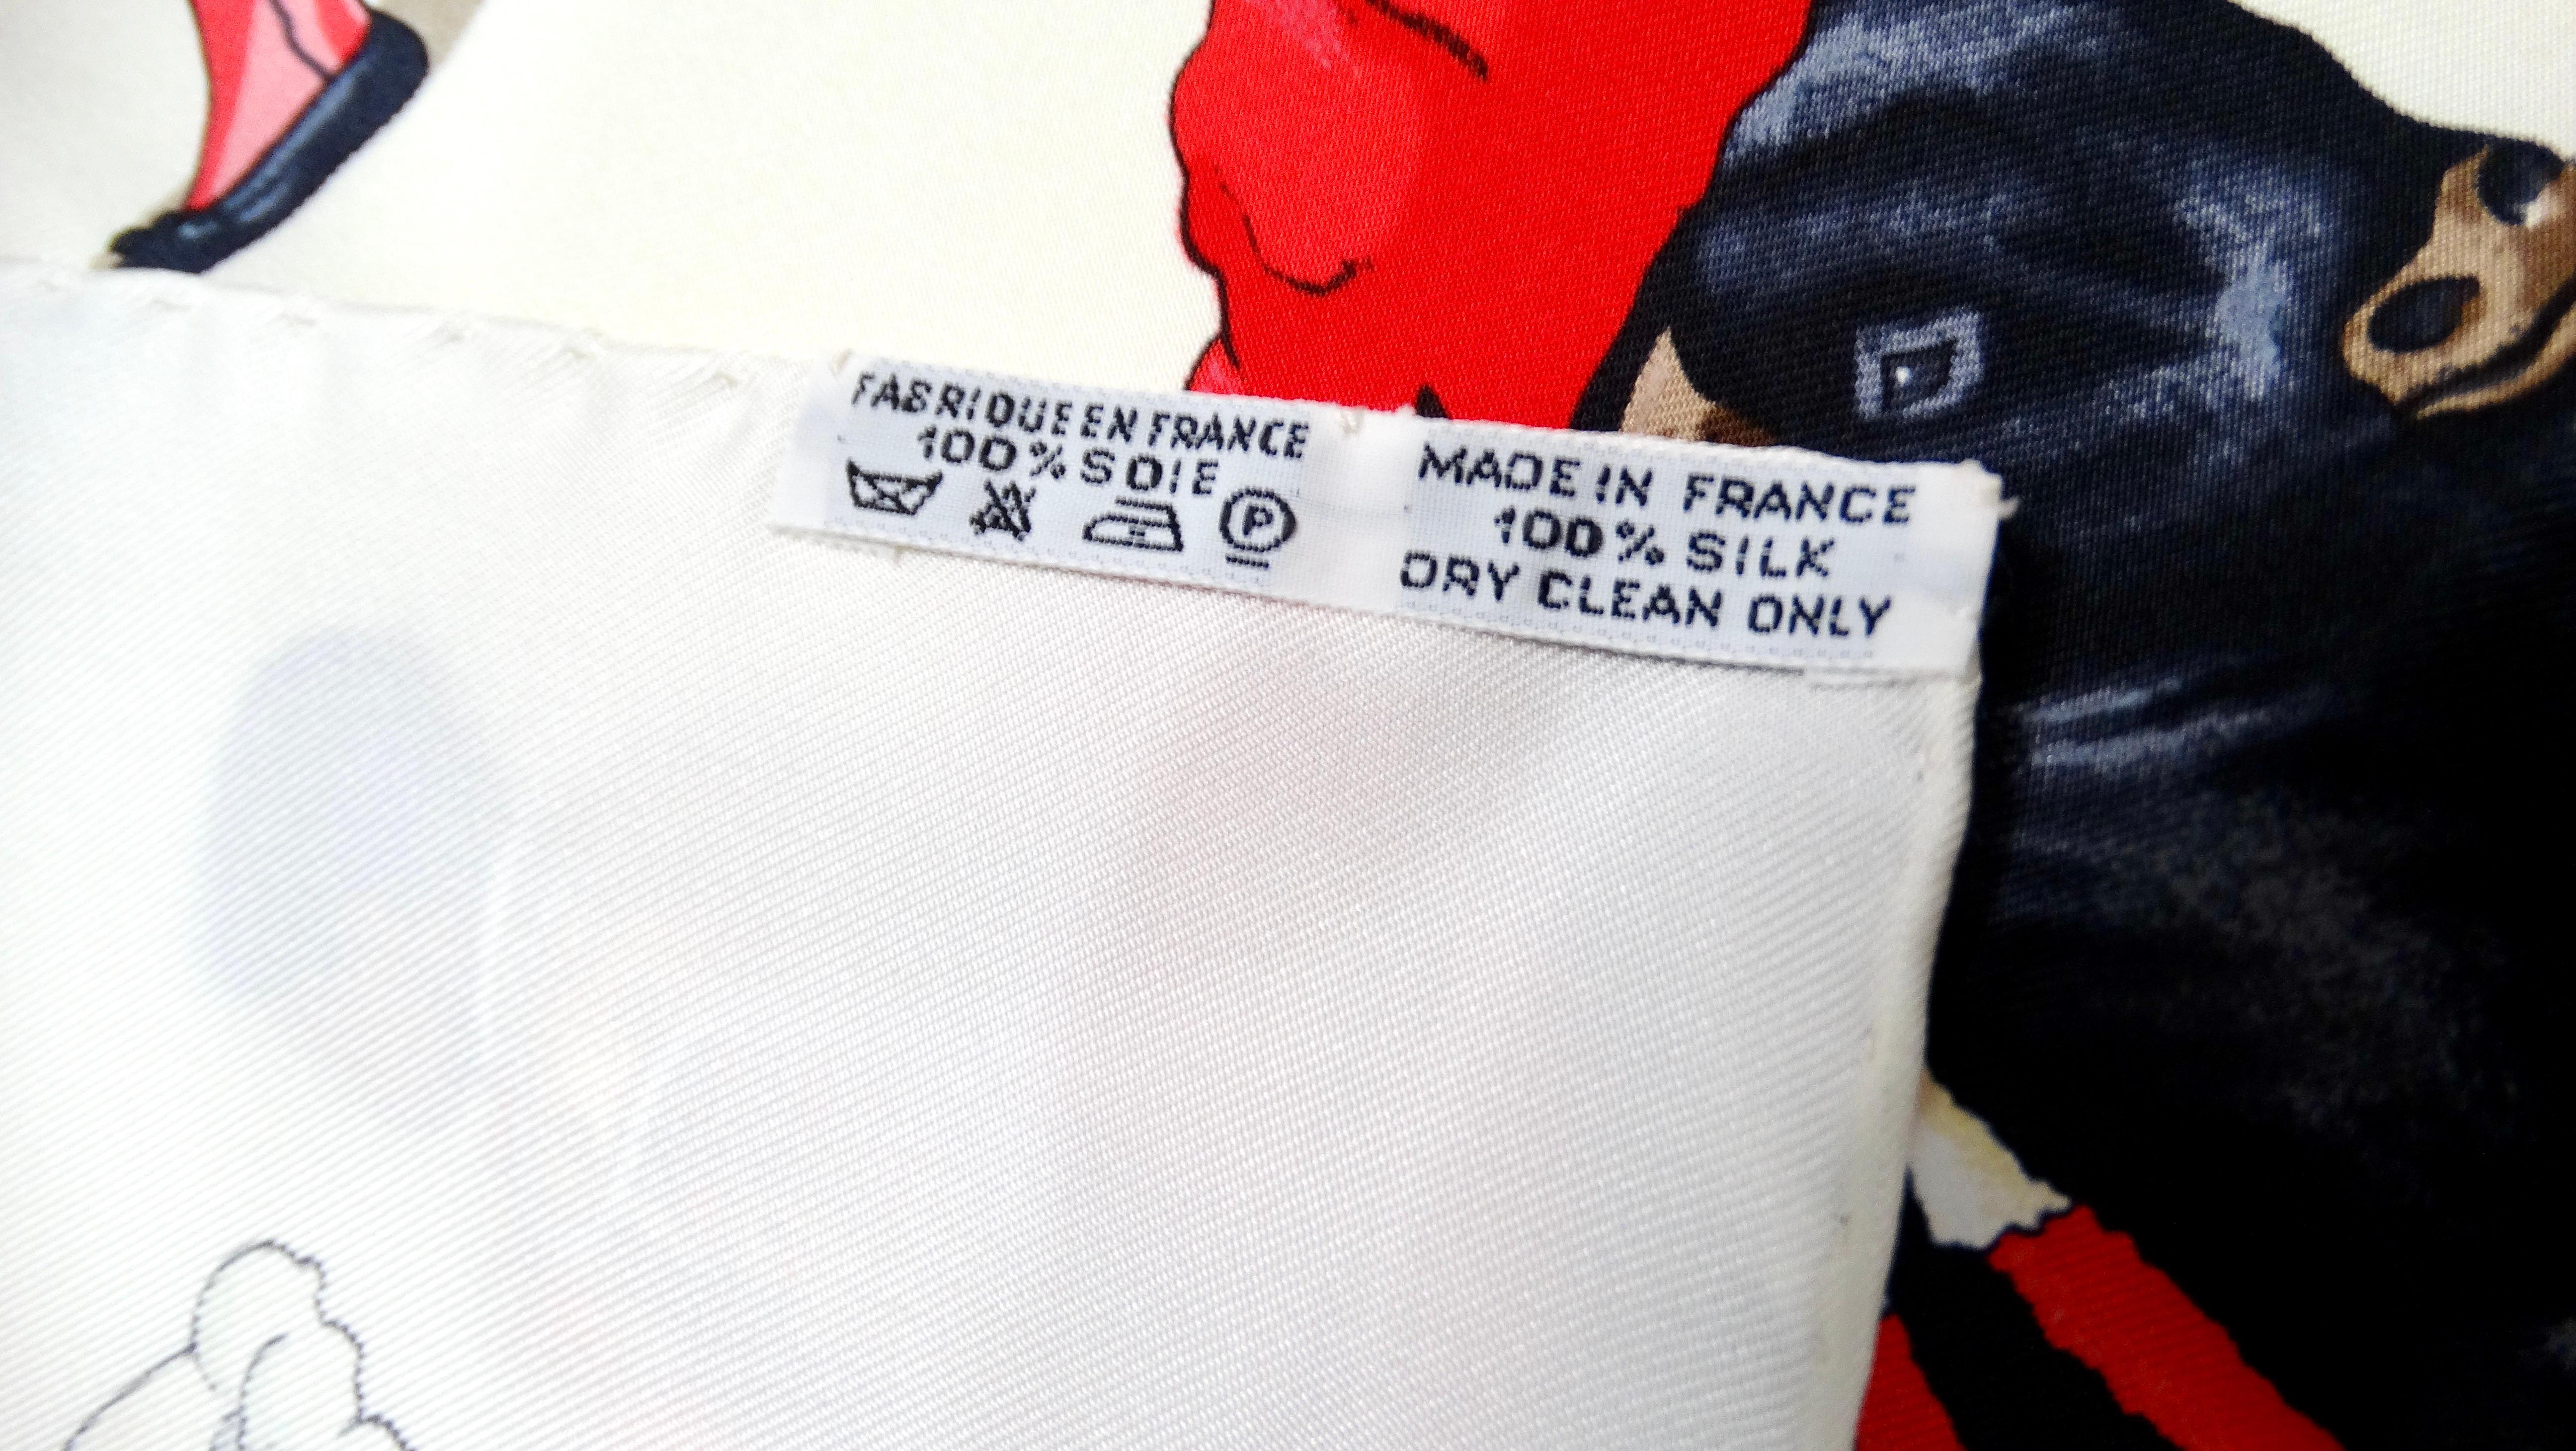 FABRIQUE EN FRANCE
100% SOIE
P
MADE IN FRANCE
100% SILK
DRY CLEAN ONLY